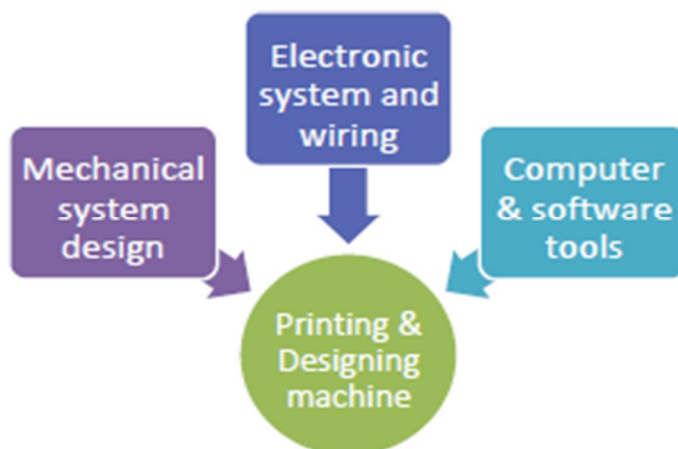 Electronic
system and
wiring
Mechanical
system
design
Computer
& software
tools
Printing &
Designing
machine